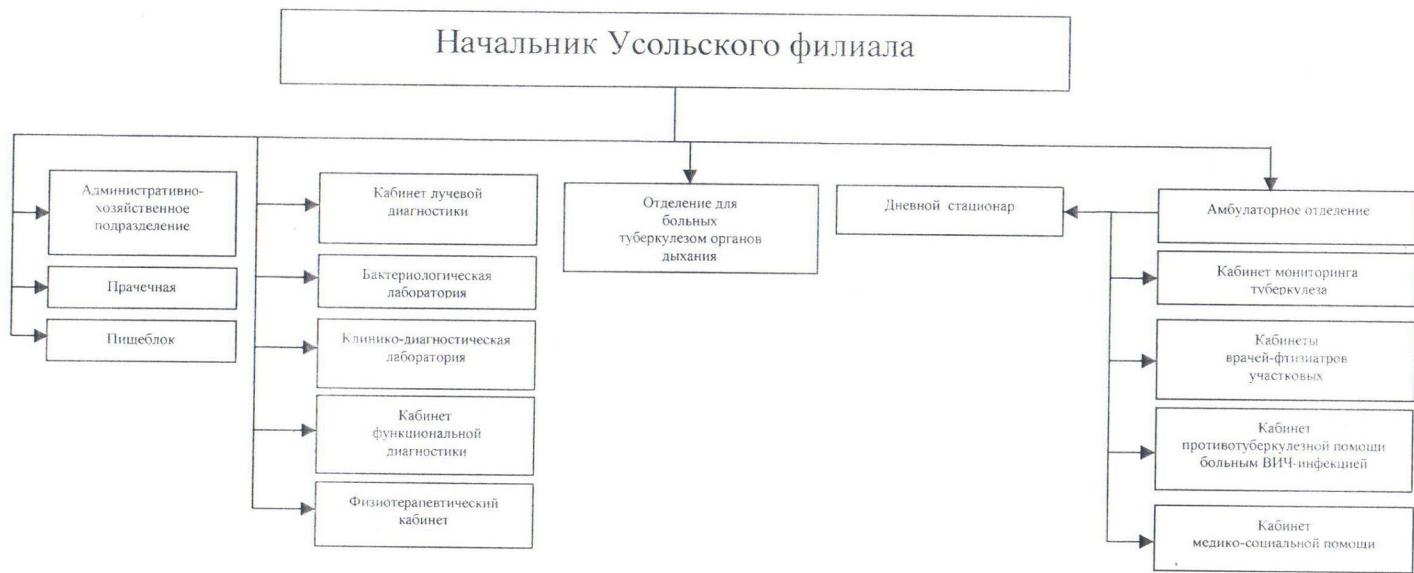 Начальник Усольского филиала
Административно-
хозяйственное
подразделение
Прачечная
Пищеблок
Кабинет лучевой
диагностики
Бактериологическая
лаборатория
Клинико-диагностическая
лаборатория
Кабинет
функциональной
диагностики
Физиотерапевтический
кабинет
Отделение для
больных
туберкулезом органов
дыхания
Дневной стационар
Амбулаторное отделение
Кабинет мониторинга
туберкулеза
Кабинеты
врачей-фтизиатров
участковых
Кабинет
противотуберкулезной помощи
больным ВИЧ-инфекцией
Кабинет
медико-социальной помощи